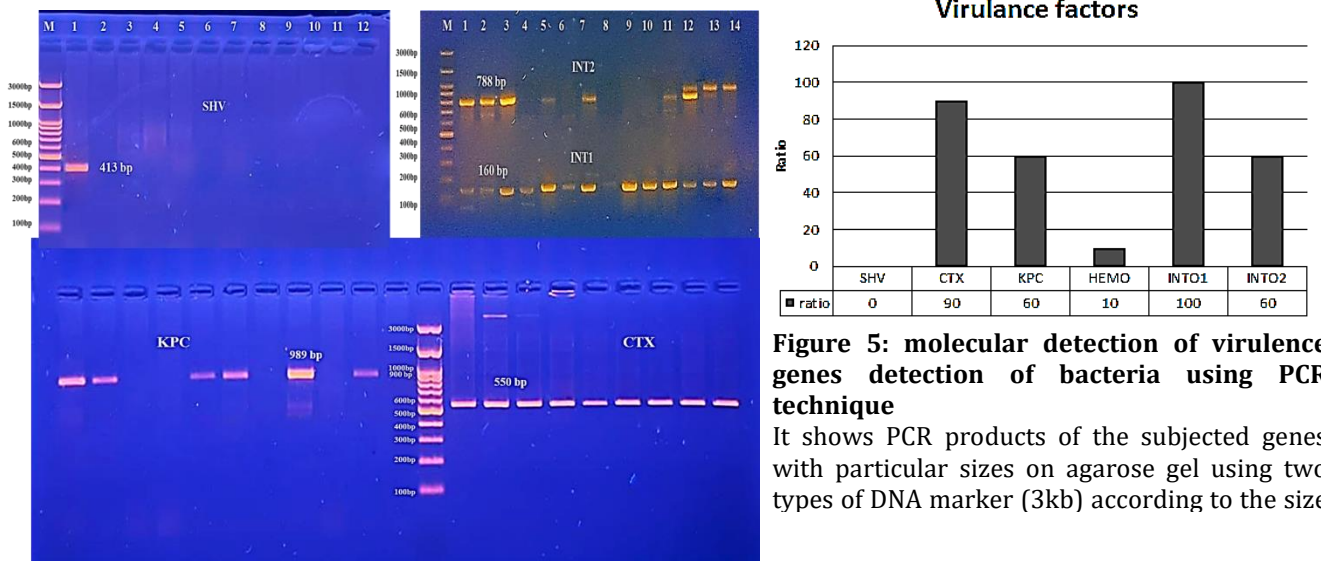 M 1 2 3 4 5 6 7 8 9 10 11 12
3000bp
1500bp
1000bp
600bp
500bp
400bp
300bp
200bp
100bp
SHV
413 bp
M 1 2 3 4 5 6 7 8 9 10 11 12 13 14
3000bp
1500bp
1000bp
900bp
600bp
500bp
400bp
300bp
200bp
100bp
INT2
788 bp
INT1
160 bp
KPC
989 bp
3000bp
1500bp
1000bp
900 bp
600bp
500bp
400bp
300bp
200bp
100bp
CTX
550 bp
Virulance factors
Ratio
120
100
80
60
40
20
0
SHV CTX KPC HEMO INTO1 INTO2
ratio 0 90 60 10 100 60
Figure 5: molecular detection of virulence
genes detection of bacteria using PCR
technique
It shows PCR products of the subjected genes
with particular sizes on agarose gel using two
types of DNA marker (3kb) according to the size